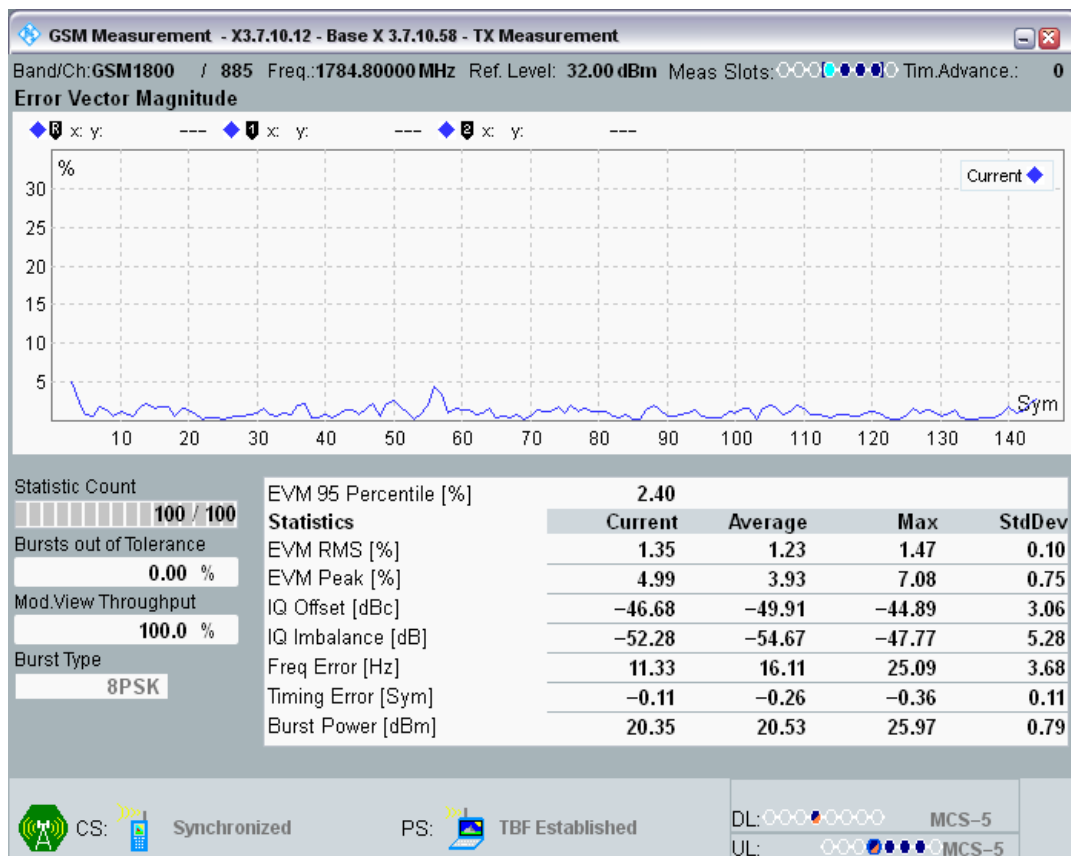 GSM Measurement - X3.7.10.12 - Base X 3.7.10.58 - TX Measurement
Band/Ch:GSM1800 / 885 Freq.:1784.80000 MHz Ref. Level: 32.00 dBm Meas Slots: Tim.Advance.: 0
Error Vector Magnitude
R x: y: --- 1 x: y: --- 2 x: y: ---
%
Current
30
25
20
15
10
5
Sym
10 20 30 40 50 60 70 80 90 100 110 120 130 140
Statistic Count
100 / 100
Bursts out of Tolerance
0.00 %
Mod.View Throughput
100.0 %
Burst Type
8PSK
EVM 95 Percentile [%] 2.40
Statistics Current Average Max StdDev
EVM RMS [%] 1.35 1.23 1.47 0.10
EVM Peak [%] 4.99 3.93 7.08 0.75
IQ Offset [dBc] −46.68 −49.91 −44.89 3.06
IQ Imbalance [dB] −52.28 −54.67 −47.77 5.28
Freq Error [Hz] 11.33 16.11 25.09 3.68
Timing Error [Sym] −0.11 −0.26 −0.36 0.11
Burst Power [dBm] 20.35 20.53 25.97 0.79
CS: Synchronized PS: TBF Established
DL: MCS−5
UL: MCS−5